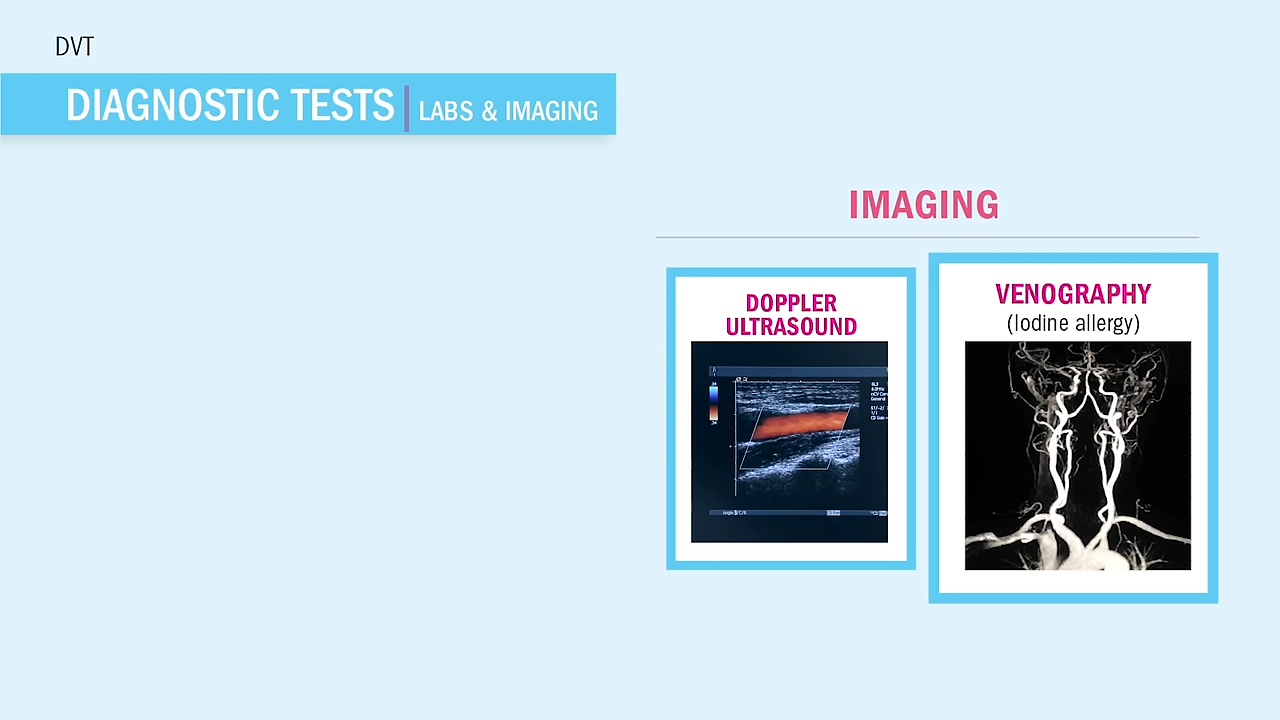 DVT
DIAGNOSTIC TESTS | LABS & IMAGING
IMAGING
DOPPLER
ULTRASOUND
VENOGRAPHY
(Iodine allergy)